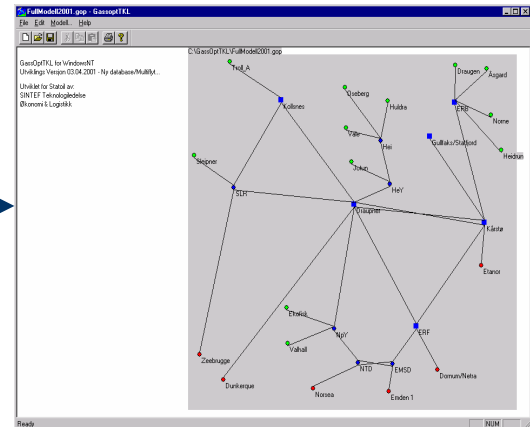 FullModell2001.gop - GassoptTKL
File Edit Modell.. Help
GassOptTKL for WindowsNT
Utviklings Versjon 03.04.2001 - Ny database/Multiflyt...
Utviklet for Statoil av:
SINTEF Teknologiledelse
Økonomi & Logistikk
C:\GassOptTKL\FullModell2001.gop
Troll_A
Draugen
Åsgard
Oseberg
Huldra
Kollsnes
ERB
Norne
Vale
Gullfaks/Statfjord
Hei
Heidrun
Sleipner
Jotun
HeY
SLR
Draupner
Kårstø
Etanor
Ekofisk
NpY
ERF
Valhall
Zeebrugge
NTD
EMSD
Dornum/Netra
Dunkerque
Norsea
Emden 1
Ready
NUM